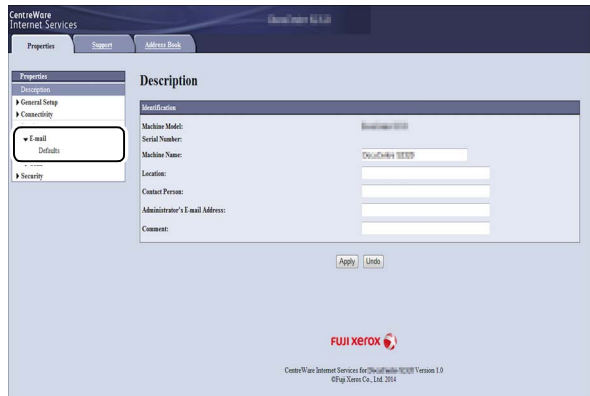 CentreWare
Internet Services
Properties
Support
Address Book
Properties
Description
General Setup
Connectivity
E-mail
Defaults
Security
Description
Identification
Machine Model:
Serial Number:
Machine Name:
Location:
Contact Person:
Administrator's E-mail Address:
Comment:
Apply Undo
FUJI xerox
CentreWare Internet Services for Version 1.0
©Fuji Xerox Co., Ltd. 2014